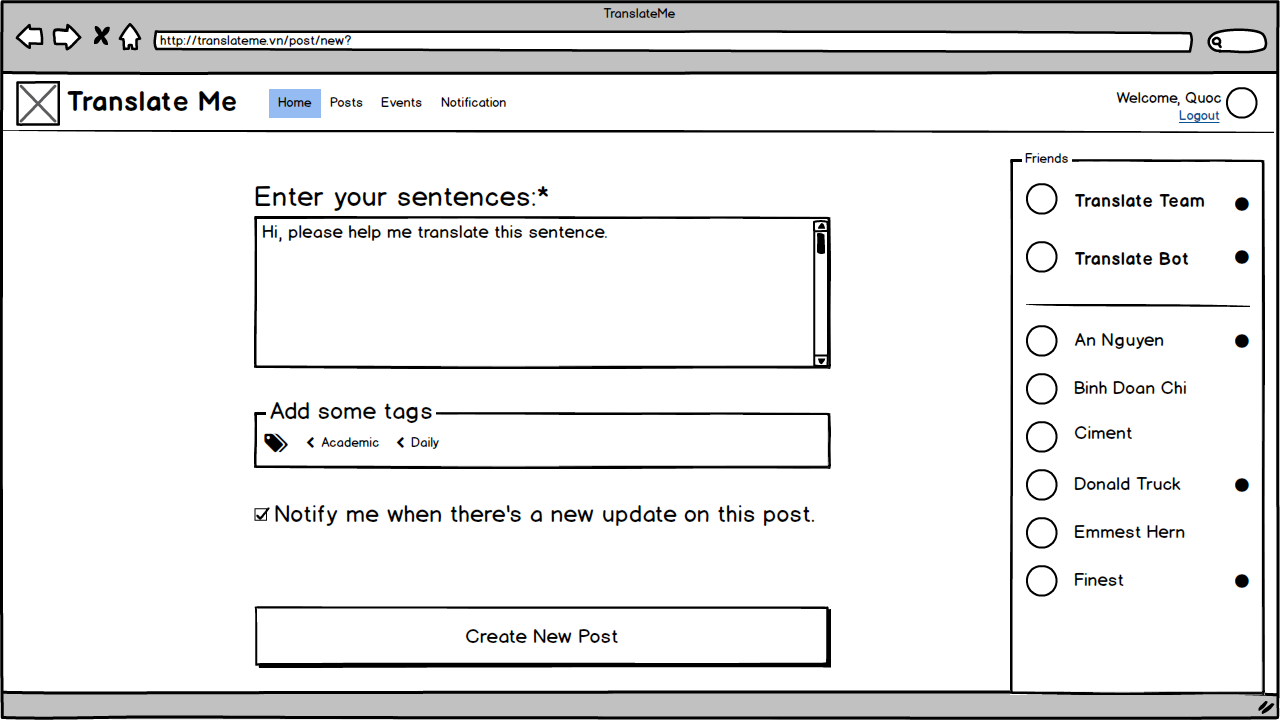 TranslateMe
http://translateme.vn/post/new?
Translate Me
Home Posts Events Notification
Welcome, Quoc
Logout
Enter your sentences:*
Hi, please help me translate this sentence.
Add some tags
Academic Daily
Notify me when there's a new update on this post.
Create New Post
Friends
Translate Team
Translate Bot
An Nguyen
Binh Doan Chi
Ciment
Donald Truck
Emmest Hern
Finest